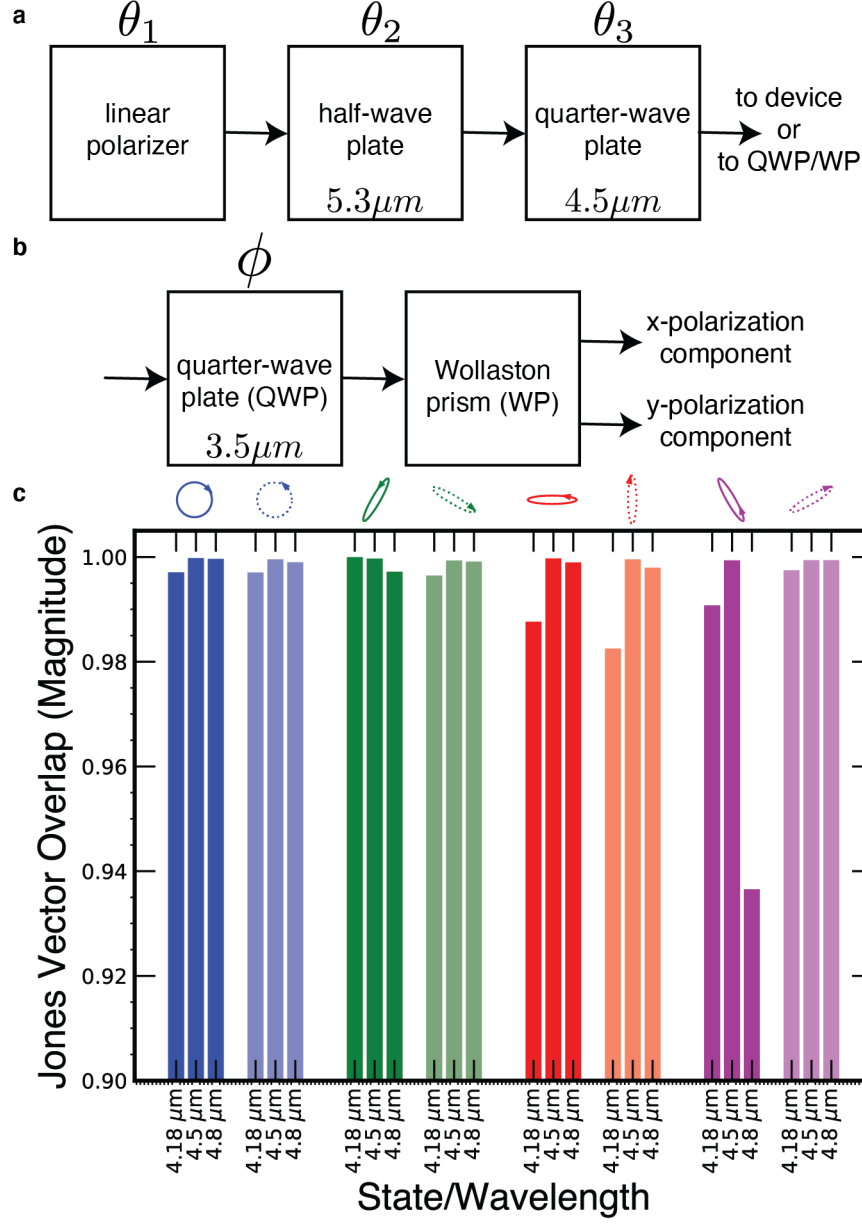 a
θ1 θ2 θ3
linear
polarizer
half-wave
plate
5.3μm
quarter-wave
plate
4.5μm
to device
or
to QWP/WP
b
ϕ
quarter-wave
plate (QWP)
3.5μm
Wollaston
prism (WP)
x-polarization
component
y-polarization
component
c
Jones Vector Overlap (Magnitude)
1.00
0.98
0.96
0.94
0.92
0.90
4.18 μm
4.5 μm
4.8 μm
4.18 μm
4.5 μm
4.8 μm
4.18 μm
4.5 μm
4.8 μm
4.18 μm
4.5 μm
4.8 μm
4.18 μm
4.5 μm
4.8 μm
4.18 μm
4.5 μm
4.8 μm
4.18 μm
4.5 μm
4.8 μm
4.18 μm
4.5 μm
4.8 μm
State/Wavelength